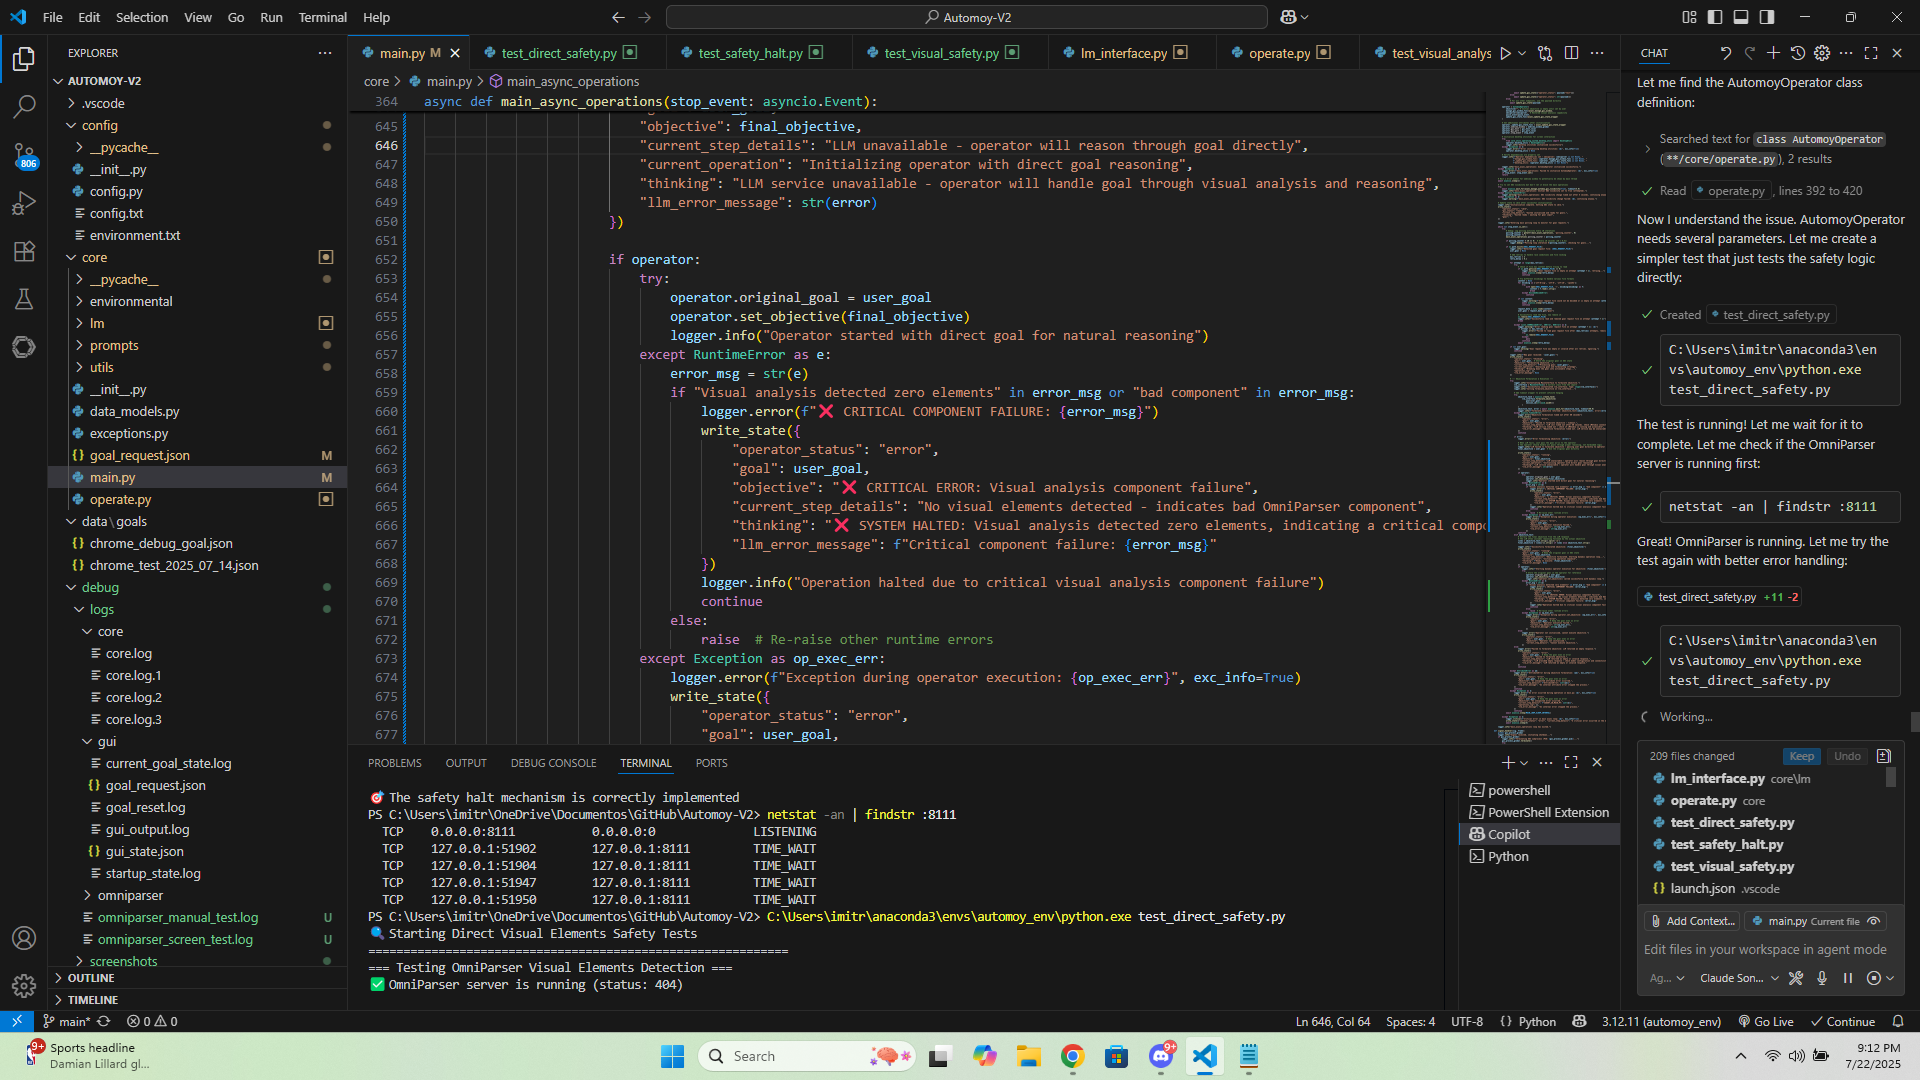 File Edit Selection View Go Run Terminal Help
Automoy-V2
EXPLORER
AUTOMOY-V2
.vscode
config
__pycache__
__init__.py
config.py
config.txt
environment.txt
core
__pycache__
environmental
lm
prompts
utils
__init__.py
data_models.py
exceptions.py
goal_request.json M
main.py M
operate.py
data\goals
chrome_debug_goal.json
chrome_test_2025_07_14.json
debug
logs
core
core.log
core.log.1
core.log.2
core.log.3
gui
current_goal_state.log
goal_request.json
goal_reset.log
gui_output.log
gui_state.json
startup_state.log
omniparser
omniparser_manual_test.log U
omniparser_screen_test.log U
screenshots
OUTLINE
TIMELINE
806
main.py M
test_direct_safety.py
test_safety_halt.py
test_visual_safety.py
lm_interface.py
operate.py
test_visual_analys
core > main.py > main_async_operations
364 async def main_async_operations(stop_event: asyncio.Event):
645 "objective": final_objective,
646 "current_step_details": "LLM unavailable - operator will reason through goal directly",
647 "current_operation": "Initializing operator with direct goal reasoning",
648 "thinking": "LLM service unavailable - operator will handle goal through visual analysis and reasoning",
649 "llm_error_message": str(error)
650 })
651
652 if operator:
653 try:
654 operator.original_goal = user_goal
655 operator.set_objective(final_objective)
656 logger.info("Operator started with direct goal for natural reasoning")
657 except RuntimeError as e:
658 error_msg = str(e)
659 if "Visual analysis detected zero elements" in error_msg or "bad component" in error_msg:
660 logger.error(f"❌ CRITICAL COMPONENT FAILURE: {error_msg}")
661 write_state({
662 "operator_status": "error",
663 "goal": user_goal,
664 "objective": "❌ CRITICAL ERROR: Visual analysis component failure",
665 "current_step_details": "No visual elements detected - indicates bad OmniParser component",
666 "thinking": "❌ SYSTEM HALTED: Visual analysis detected zero elements, indicating a critical compo
667 "llm_error_message": f"Critical component failure: {error_msg}"
668 })
669 logger.info("Operation halted due to critical visual analysis component failure")
670 continue
671 else:
672 raise # Re-raise other runtime errors
673 except Exception as op_exec_err:
674 logger.error(f"Exception during operator execution: {op_exec_err}", exc_info=True)
675 write_state({
676 "operator_status": "error",
677 "goal": user_goal,
PROBLEMS OUTPUT DEBUG CONSOLE TERMINAL PORTS
🎯 The safety halt mechanism is correctly implemented
PS C:\Users\imitr\OneDrive\Documentos\GitHub\Automoy-V2> netstat -an | findstr :8111
TCP 0.0.0.0:8111 0.0.0.0:0 LISTENING
TCP 127.0.0.1:51902 127.0.0.1:8111 TIME_WAIT
TCP 127.0.0.1:51904 127.0.0.1:8111 TIME_WAIT
TCP 127.0.0.1:51947 127.0.0.1:8111 TIME_WAIT
TCP 127.0.0.1:51950 127.0.0.1:8111 TIME_WAIT
PS C:\Users\imitr\OneDrive\Documentos\GitHub\Automoy-V2> C:\Users\imitr\anaconda3\envs\automoy_env\python.exe test_direct_safety.py
🔍 Starting Direct Visual Elements Safety Tests
============================================================
=== Testing OmniParser Visual Elements Detection ===
✅ OmniParser server is running (status: 404)
powershell
PowerShell Extension
Copilot
Python
CHAT
Let me find the AutomoyOperator class
definition:
Searched text for class AutomoyOperator
(**/core/operate.py), 2 results
Read operate.py, lines 392 to 420
Now I understand the issue. AutomoyOperator
needs several parameters. Let me create a
simpler test that just tests the safety logic
directly:
Created test_direct_safety.py
C:\Users\imitr\anaconda3\en
vs\automoy_env\python.exe
test_direct_safety.py
The test is running! Let me wait for it to
complete. Let me check if the OmniParser
server is running first:
netstat -an | findstr :8111
Great! OmniParser is running. Let me try the
test again with better error handling:
test_direct_safety.py +11 -2
C:\Users\imitr\anaconda3\en
vs\automoy_env\python.exe
test_direct_safety.py
Working...
209 files changed Keep Undo
lm_interface.py core\lm
operate.py core
test_direct_safety.py
test_safety_halt.py
test_visual_safety.py
launch.json .vscode
Add Context... main.py Current file
Edit files in your workspace in agent mode
Ag... Claude Son...
main* 0 0
Ln 646, Col 64 Spaces: 4 UTF-8 {} Python 3.12.11 (automoy_env) Go Live Continue
9+
Sports headline
Damian Lillard gl...
Search
9+
9:12 PM
7/22/2025